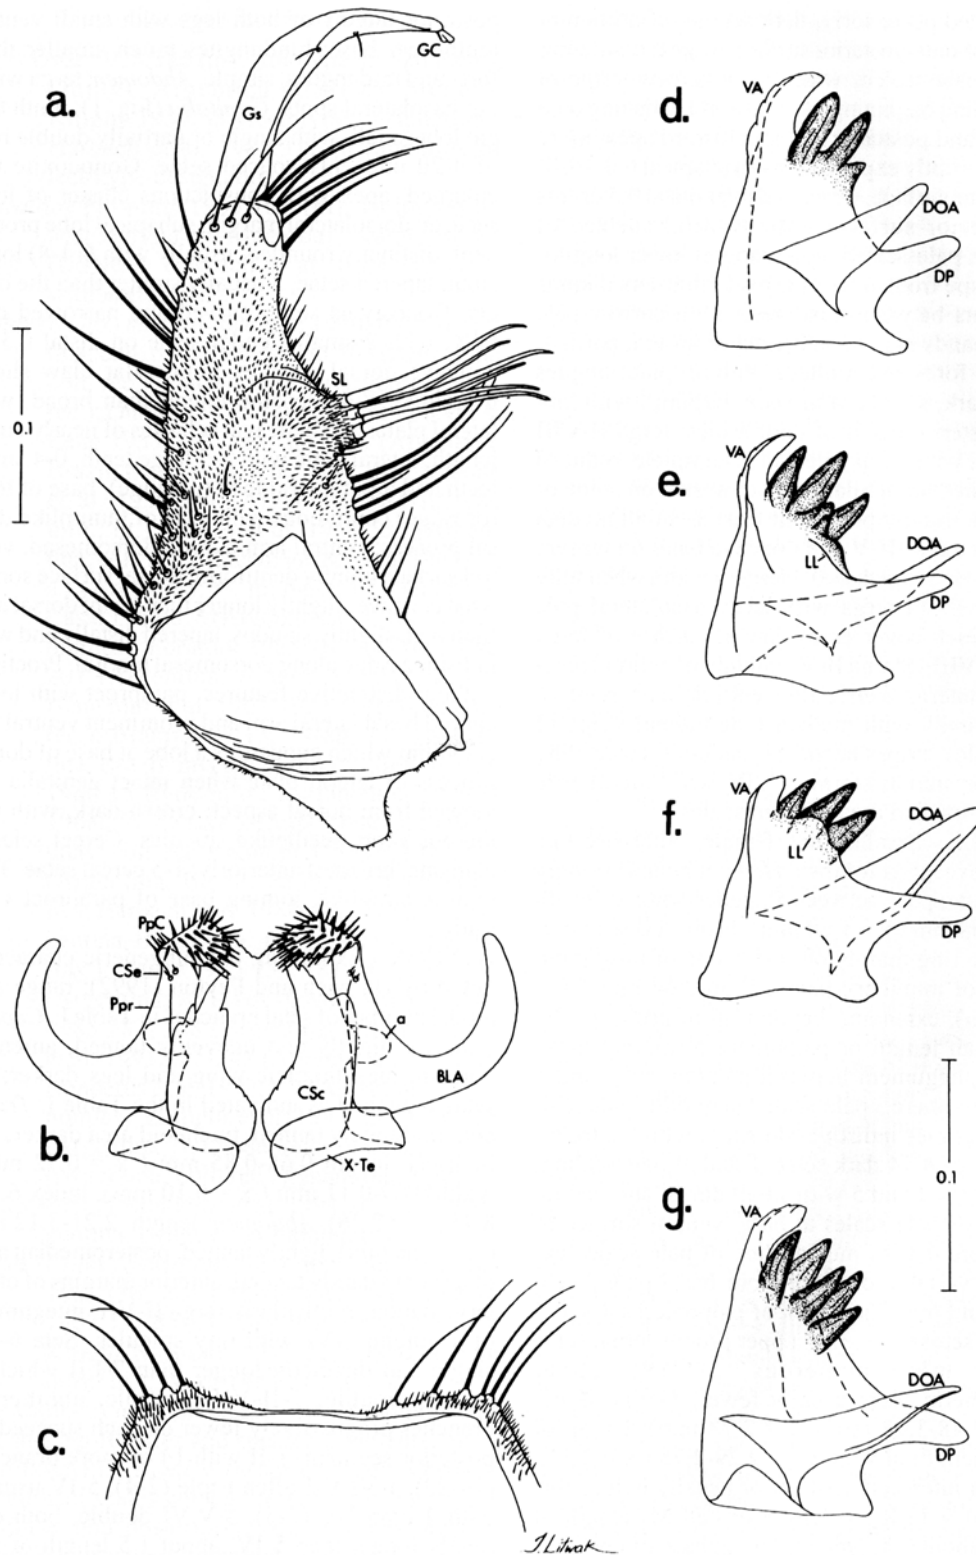 a.
GC
Gs
SL
0.1
b.
PpC
CSe
Ppr
a
BLA
CSc
X-Te
c.
J. Litwak
d.
VA
DOA
DP
e.
VA
LL
DOA
DP
f.
VA
LL
DOA
DP
0.1
g.
VA
DOA
DP